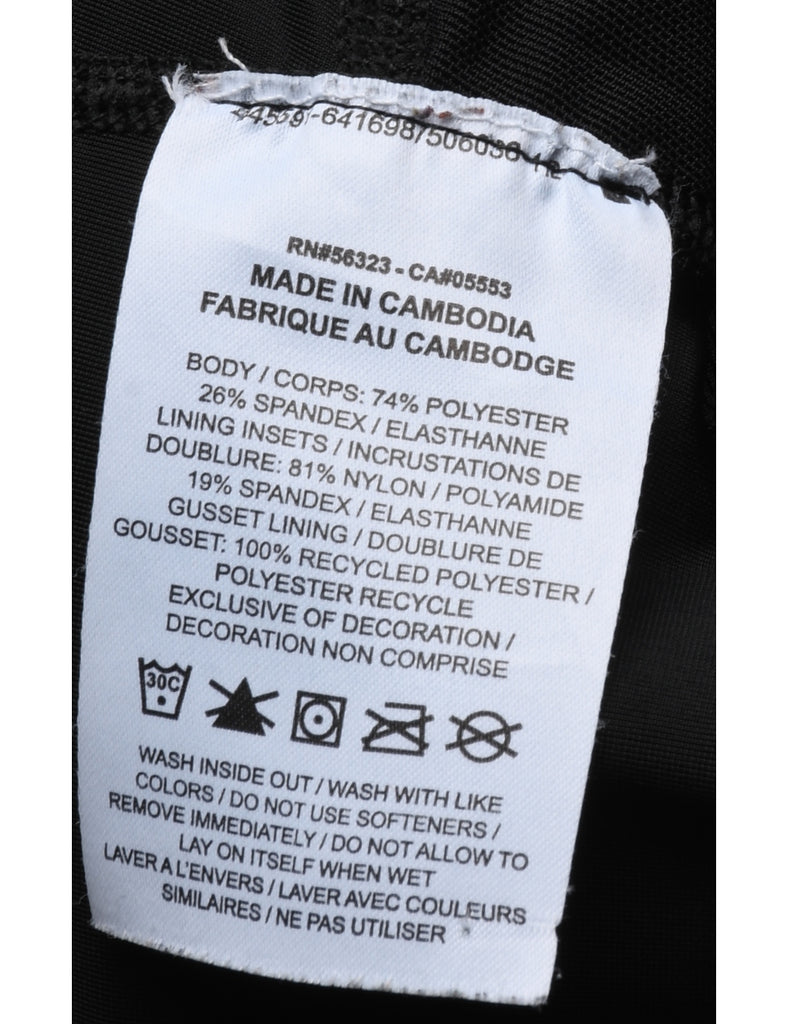 -641698/506036
RN#56323 - CA#05553
MADE IN CAMBODIA
FABRIQUE AU CAMBODGE
BODY / CORPS: 74% POLYESTER
26% SPANDEX / ELASTHANNE
LINING INSETS / INCRUSTATIONS DE
DOUBLURE: 81% NYLON / POLYAMIDE
19% SPANDEX / ELASTHANNE
GUSSET LINING / DOUBLURE DE
GOUSSET: 100% RECYCLED POLYESTER /
POLYESTER RECYCLE
EXCLUSIVE OF DECORATION /
DECORATION NON COMPRISE
30C
WASH INSIDE OUT / WASH WITH LIKE
COLORS / DO NOT USE SOFTENERS /
REMOVE IMMEDIATELY / DO NOT ALLOW TO
LAY ON ITSELF WHEN WET
LAVER A L'ENVERS / LAVER AVEC COULEURS
SIMILAIRES / NE PAS UTILISER